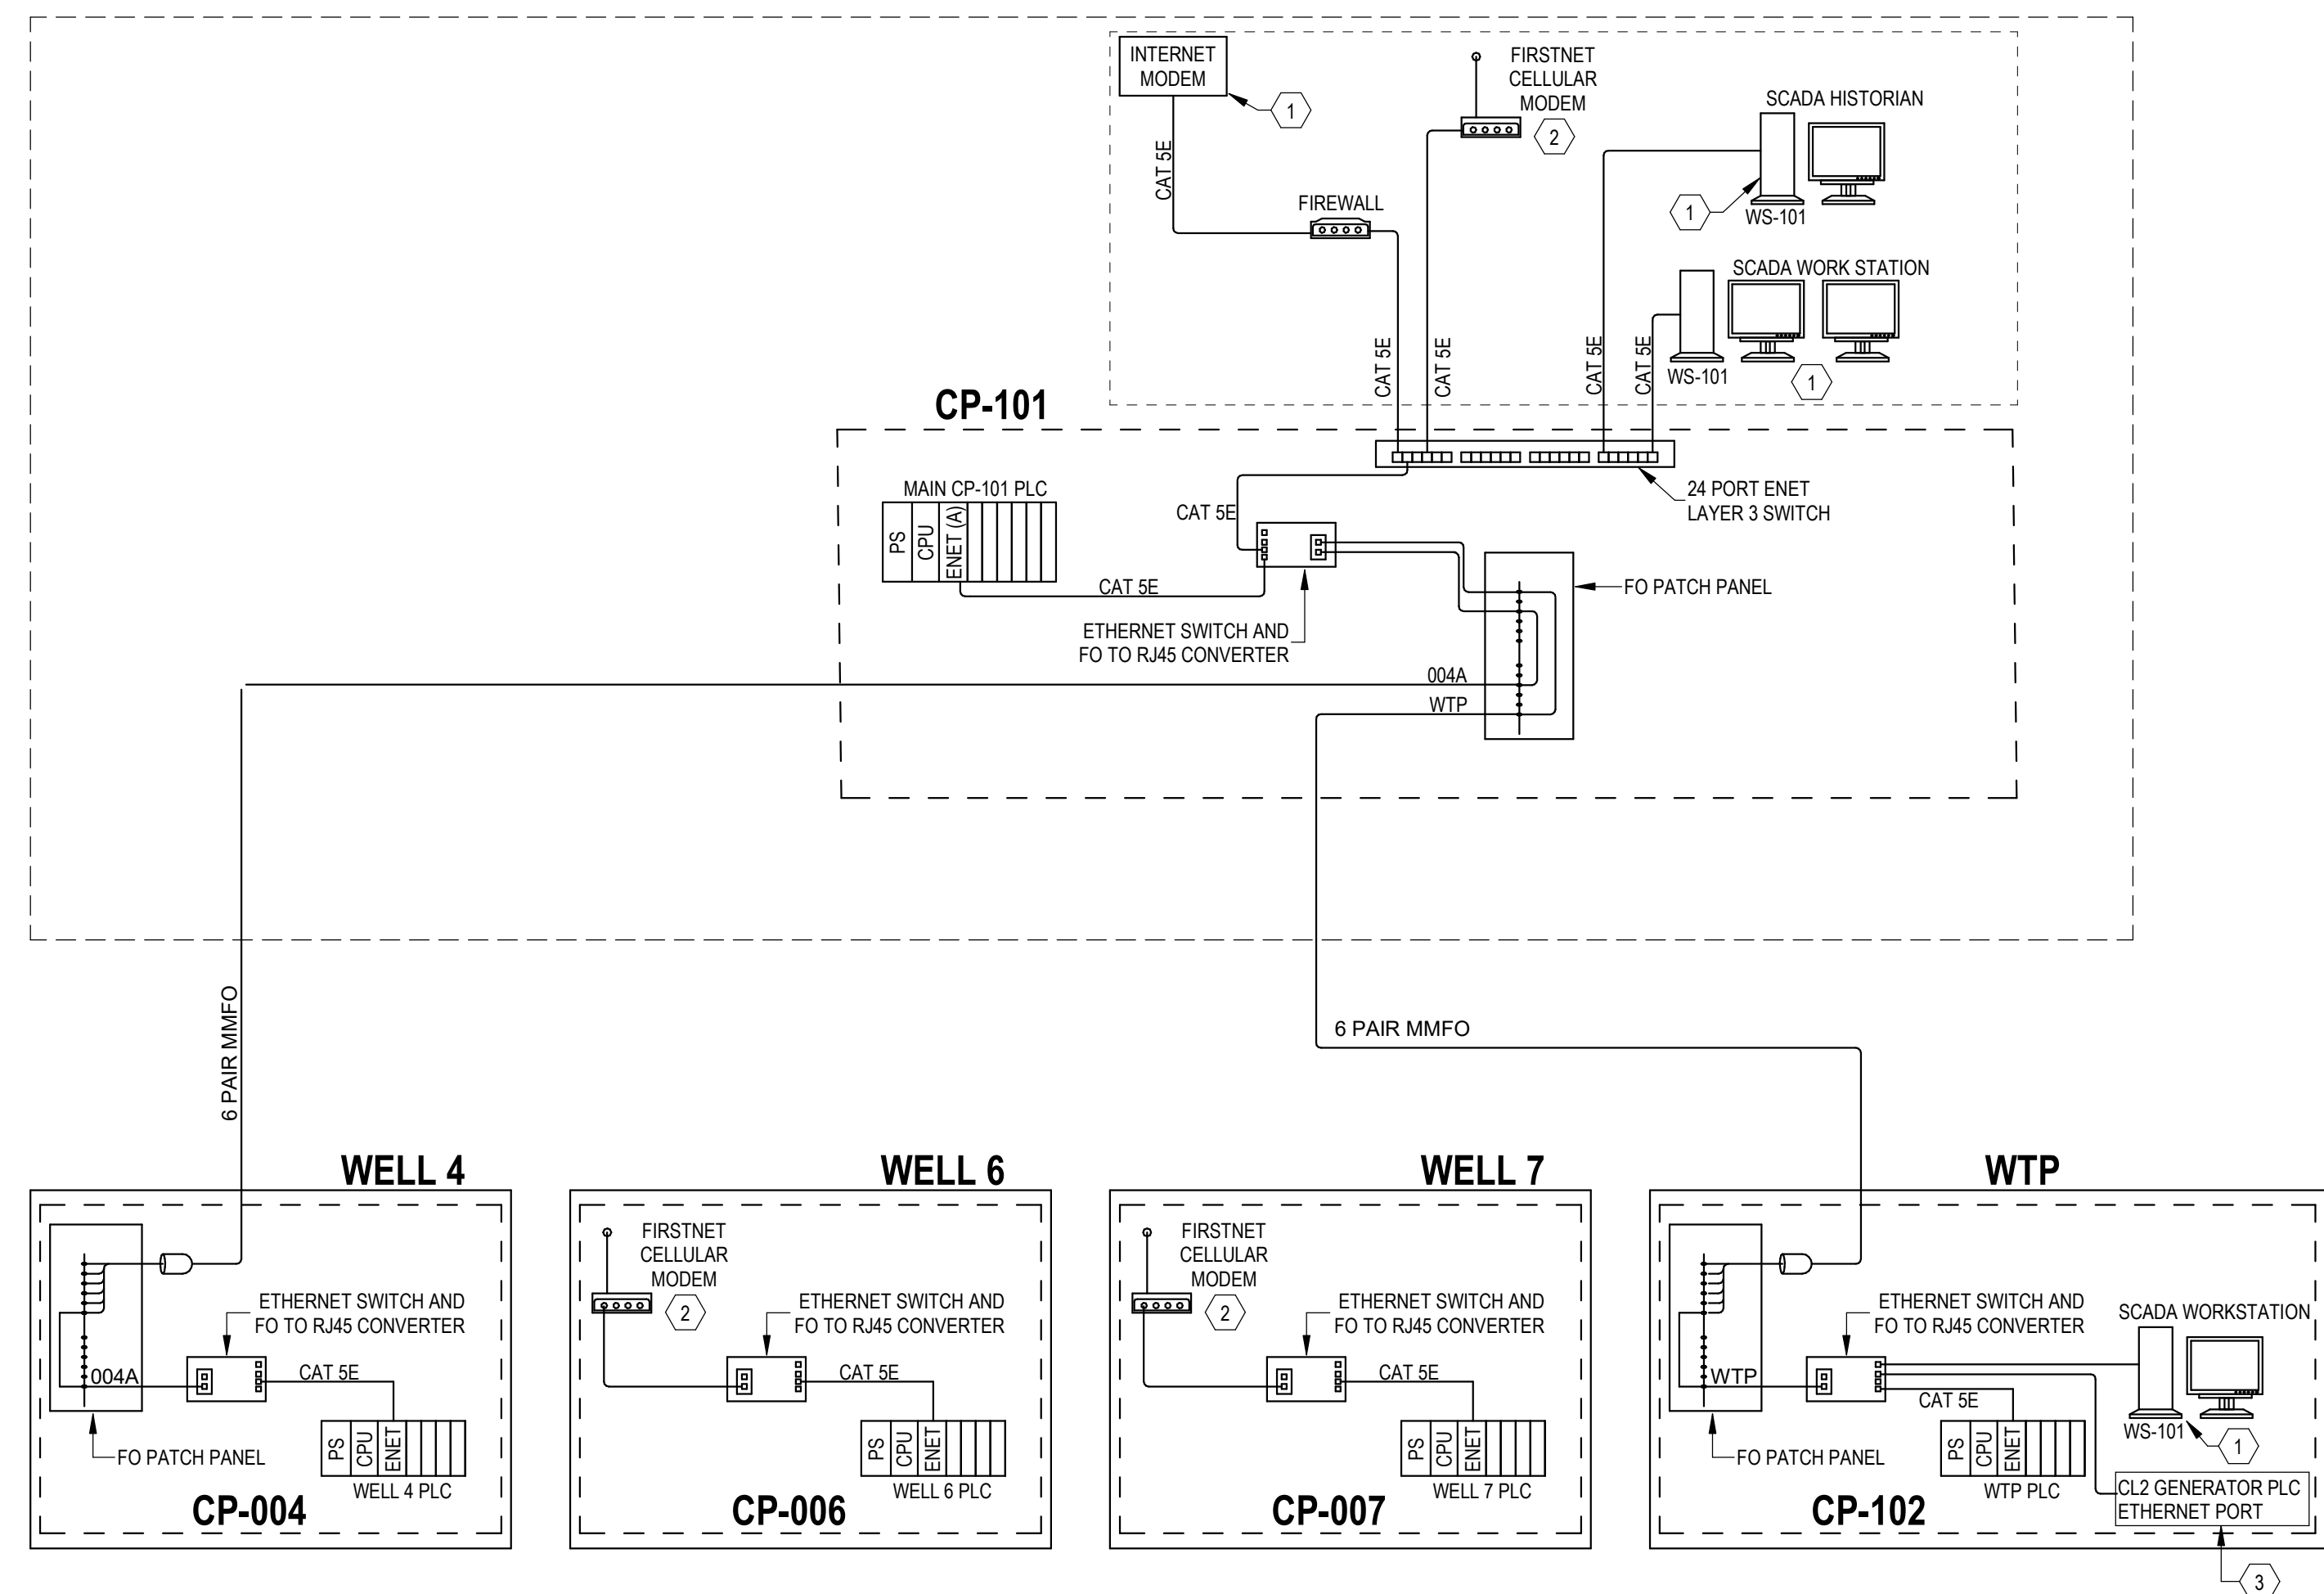 INTERNET
MODEM
1
FIRSTNET
CELLULAR
MODEM
2
SCADA HISTORIAN
CAT 5E
FIREWALL
1
WS-101
SCADA WORK STATION
CAT 5E
CAT 5E
CAT 5E
CAT 5E
WS-101
1
CP-101
MAIN CP-101 PLC
PS
CPU
ENET (A)
CAT 5E
24 PORT ENET
LAYER 3 SWITCH
CAT 5E
FO PATCH PANEL
ETHERNET SWITCH AND
FO TO RJ45 CONVERTER
004A
WTP
6 PAIR MMFO
6 PAIR MMFO
WELL 4
ETHERNET SWITCH AND
FO TO RJ45 CONVERTER
004A
CAT 5E
FO PATCH PANEL
PS
CPU
ENET
WELL 4 PLC
CP-004
WELL 6
FIRSTNET
CELLULAR
MODEM
2
ETHERNET SWITCH AND
FO TO RJ45 CONVERTER
CAT 5E
PS
CPU
ENET
WELL 6 PLC
CP-006
WELL 7
FIRSTNET
CELLULAR
MODEM
2
ETHERNET SWITCH AND
FO TO RJ45 CONVERTER
CAT 5E
PS
CPU
ENET
WELL 7 PLC
CP-007
WTP
ETHERNET SWITCH AND
FO TO RJ45 CONVERTER
SCADA WORKSTATION
WTP
CAT 5E
WS-101
1
FO PATCH PANEL
PS
CPU
ENET
WTP PLC
CP-102
CL2 GENERATOR PLC
ETHERNET PORT
3